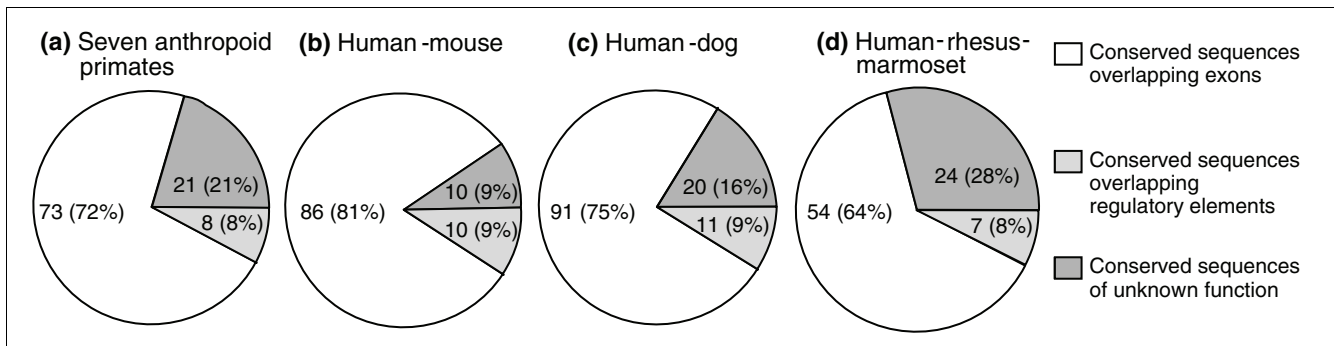 (a) Seven anthropoid
primates
(b) Human-mouse
(c) Human-dog
(d) Human-rhesus-
marmoset
73 (72%)
21 (21%)
8 (8%)
86 (81%)
10 (9%)
10 (9%)
91 (75%)
20 (16%)
11 (9%)
54 (64%)
24 (28%)
7 (8%)
Conserved sequences
overlapping exons
Conserved sequences
overlapping
regulatory elements
Conserved sequences
of unknown function